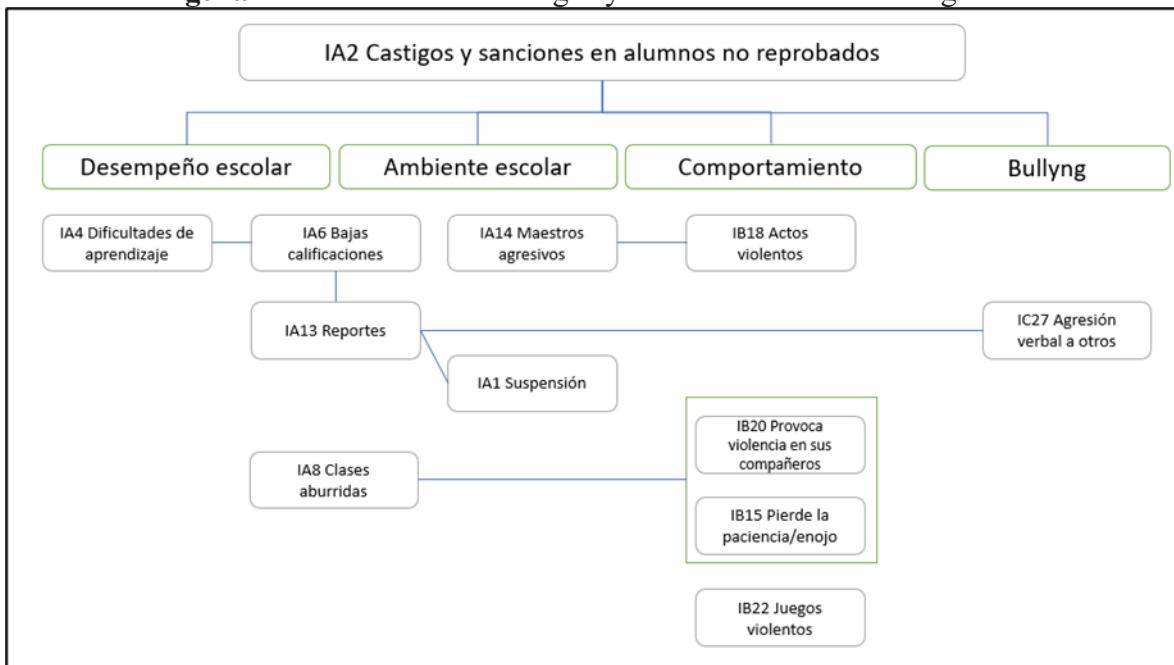 IA2 Castigos y sanciones en alumnos no reprobados
Desempeño escolar
Ambiente escolar
Comportamiento
Bullyng
IA4 Dificultades de
aprendizaje
IA6 Bajas
calificaciones
IA14 Maestros
agresivos
IB18 Actos
violentos
IA13 Reportes
IC27 Agresión
verbal a otros
IA1 Suspensión
IB20 Provoca
violencia en sus
compañeros
IA8 Clases
aburridas
IB15 Pierde la
paciencia/enojo
IB22 Juegos
violentos